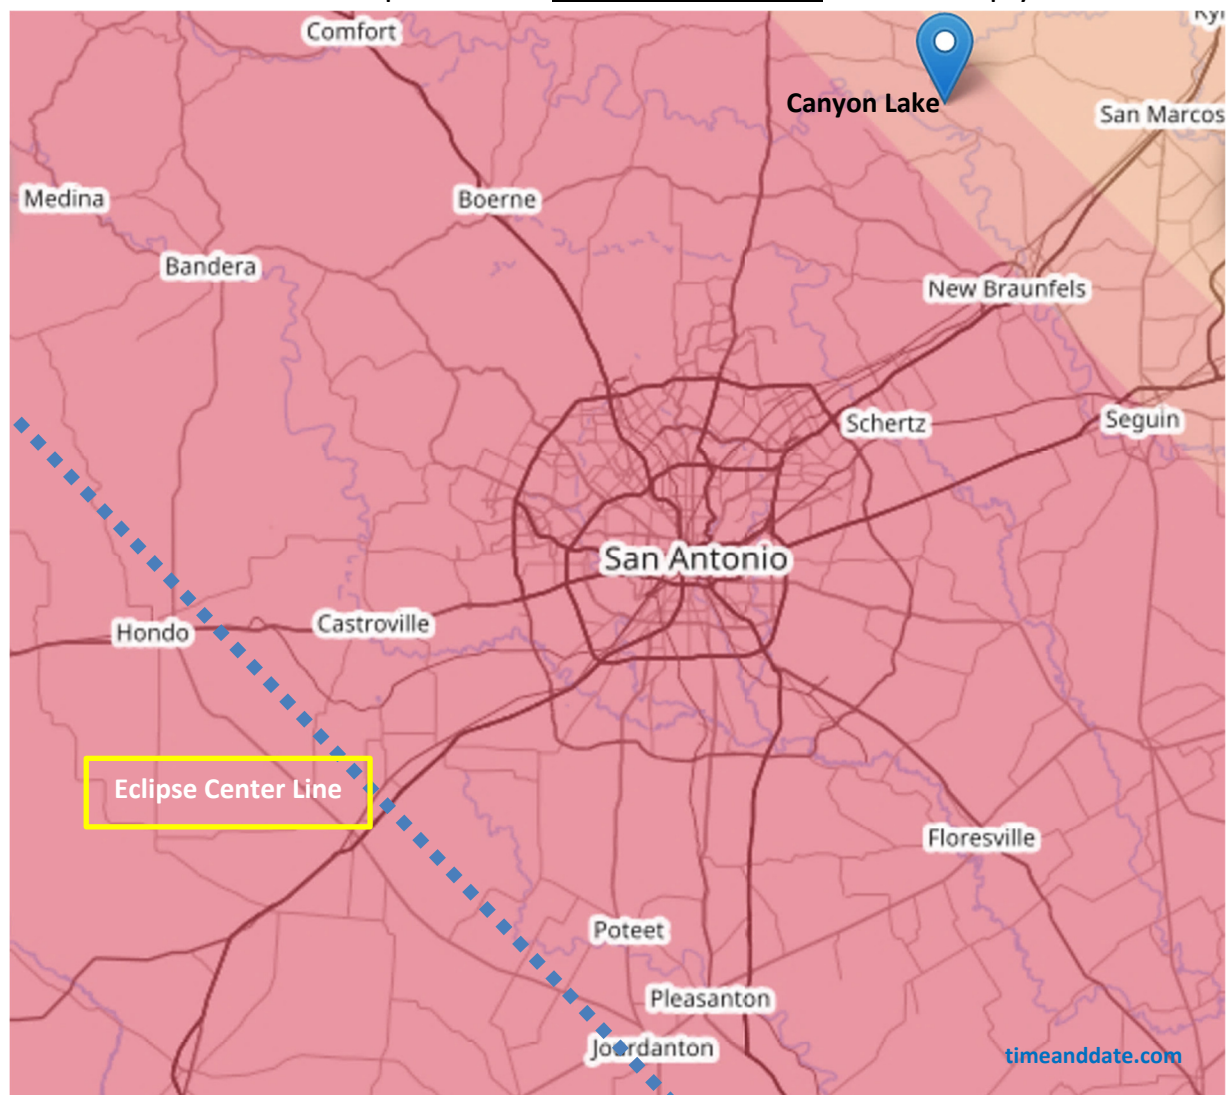 Comfort
Canyon Lake
San Marcos
Medina
Boerne
Bandera
New Braunfels
Schertz
Seguin
San Antonio
Hondo
Castroville
Eclipse Center Line
Floresville
Poteet
Pleasanton
Jourdanton
timeanddate.com